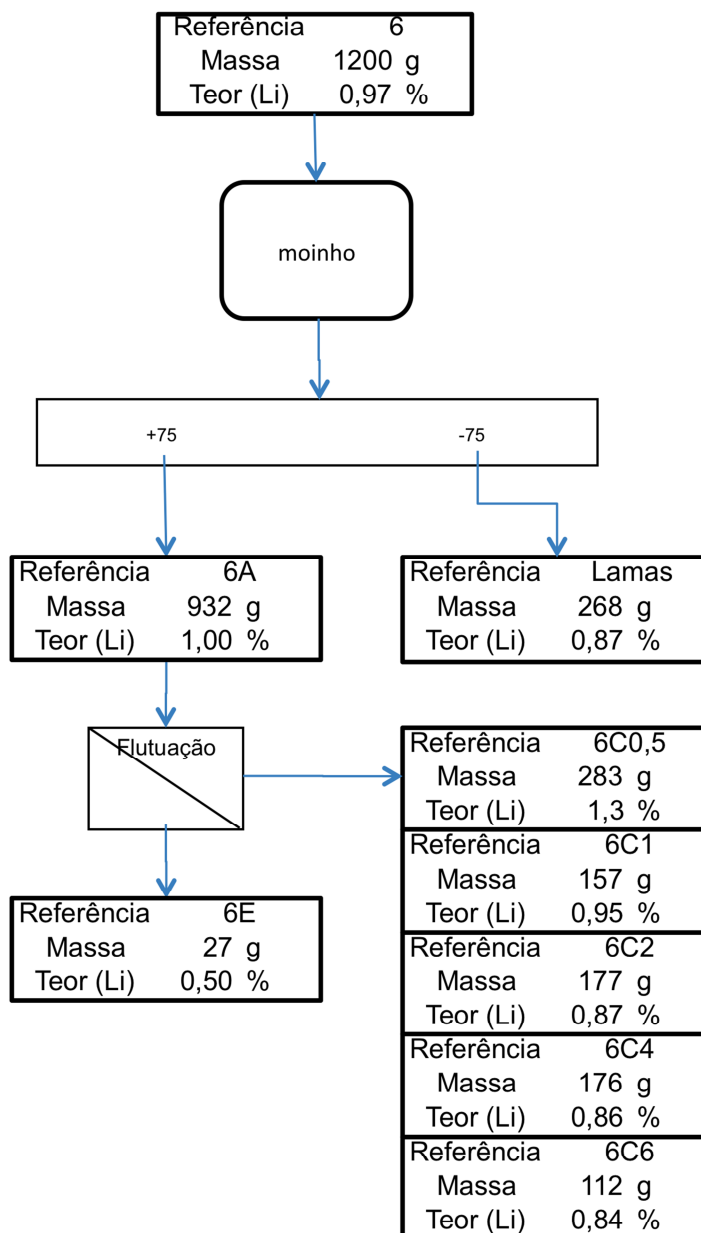 Referência 6
Massa 1200 g
Teor (Li) 0,97 %
moinho
+75 -75
Referência 6A
Massa 932 g
Teor (Li) 1,00 %
Referência Lamas
Massa 268 g
Teor (Li) 0,87 %
Flutuação
Referência 6C0,5
Massa 283 g
Teor (Li) 1,3 %
Referência 6C1
Massa 157 g
Teor (Li) 0,95 %
Referência 6E
Massa 27 g
Teor (Li) 0,50 %
Referência 6C2
Massa 177 g
Teor (Li) 0,87 %
Referência 6C4
Massa 176 g
Teor (Li) 0,86 %
Referência 6C6
Massa 112 g
Teor (Li) 0,84 %